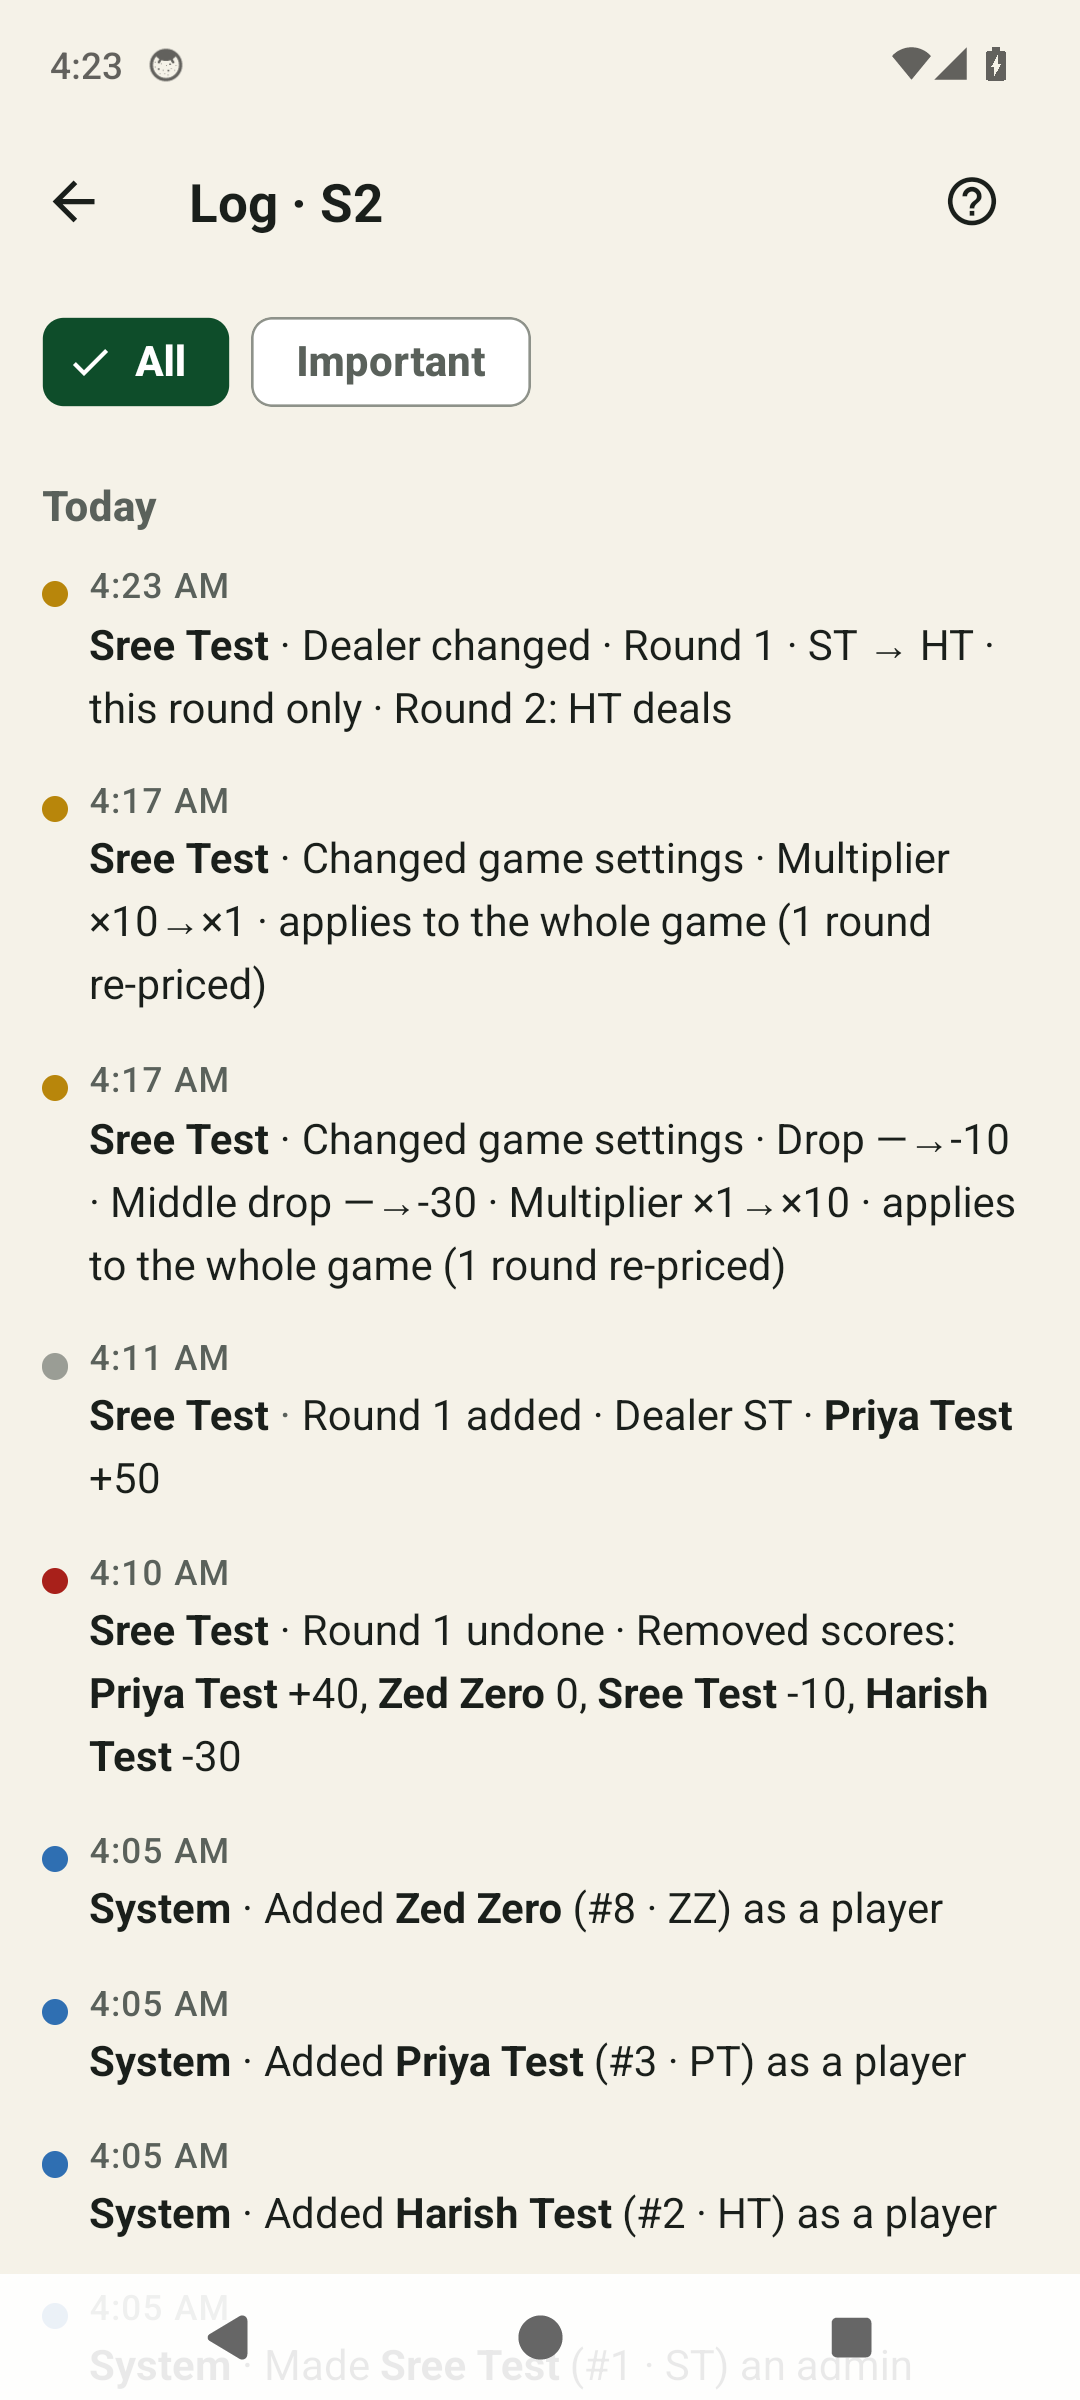 4:23
Log · S2
All
Important
Today
4:23 AM
Sree Test · Dealer changed · Round 1 · ST → HT ·
this round only · Round 2: HT deals
4:17 AM
Sree Test · Changed game settings · Multiplier
×10→×1 · applies to the whole game (1 round
re-priced)
4:17 AM
Sree Test · Changed game settings · Drop —→-10
· Middle drop —→-30 · Multiplier ×1→×10 · applies
to the whole game (1 round re-priced)
4:11 AM
Sree Test · Round 1 added · Dealer ST · Priya Test
+50
4:10 AM
Sree Test · Round 1 undone · Removed scores:
Priya Test +40, Zed Zero 0, Sree Test -10, Harish
Test -30
4:05 AM
System · Added Zed Zero (#8 · ZZ) as a player
4:05 AM
System · Added Priya Test (#3 · PT) as a player
4:05 AM
System · Added Harish Test (#2 · HT) as a player
4:05 AM
System · Made Sree Test (#1 · ST) an admin